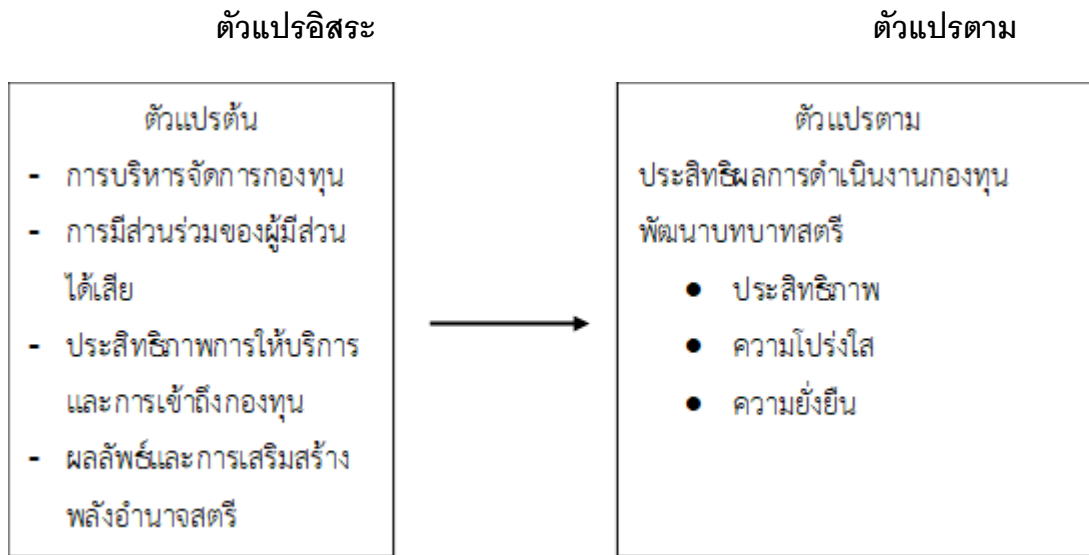 ตัวแปรอิสระ
ตัวแปรตาม
ตัวแปรต้น
- การบริหารจัดการกองทุน
- การมีส่วนร่วมของผู้มีส่วน
ได้เสีย
- ประสิทธิภาพการให้บริการ
และการเข้าถึงกองทุน
- ผลลัพธ์และการเสริมสร้าง
พลังอำนาจสตรี
ตัวแปรตาม
ประสิทธิผลการดำเนินงานกองทุน
พัฒนาบทบาทสตรี
● ประสิทธิภาพ
● ความโปร่งใส
● ความยั่งยืน